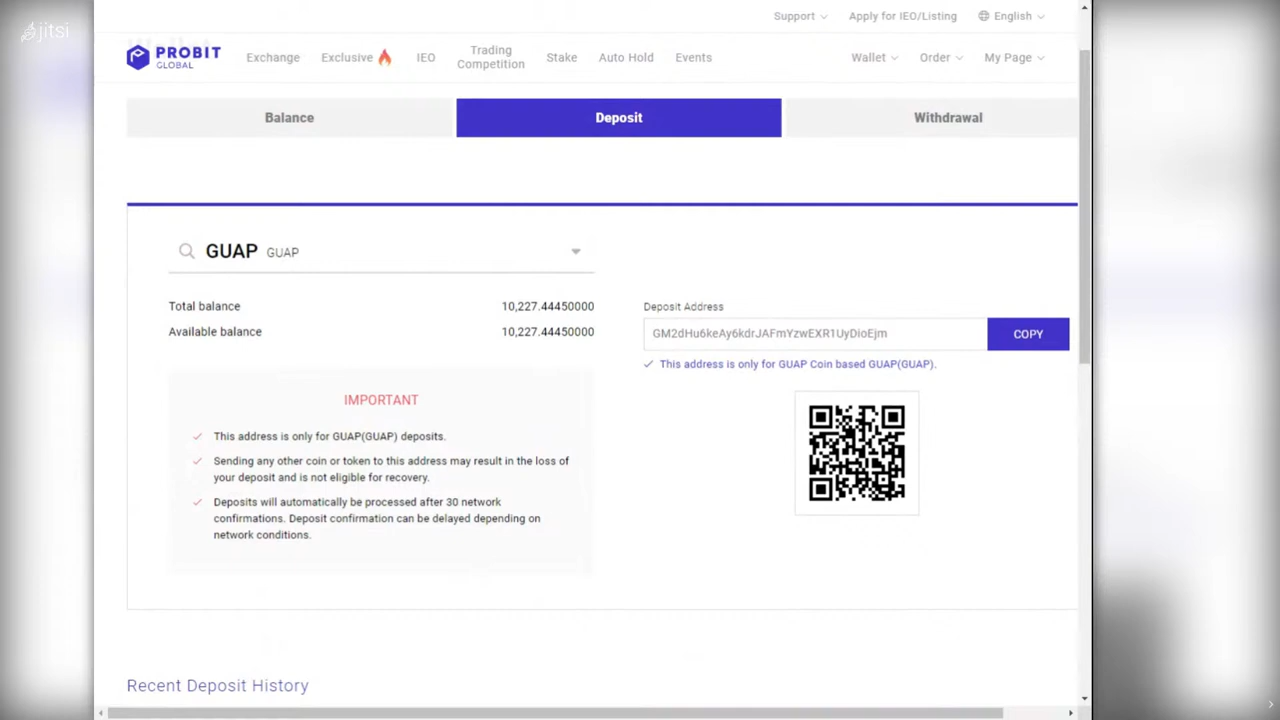 jitsi
Support Apply for IEO/Listing English
PROBIT
GLOBAL
Exchange Exclusive IEO Trading Competition Stake Auto Hold Events Wallet Order My Page
Balance Deposit Withdrawal
GUAP GUAP
Total balance 10,227.44450000
Available balance 10,227.44450000
Deposit Address
GM2dHu6keAy6kdrJAFmYzwEXR1UyDioEjm COPY
This address is only for GUAP Coin based GUAP(GUAP).
IMPORTANT
This address is only for GUAP(GUAP) deposits.
Sending any other coin or token to this address may result in the loss of
your deposit and is not eligible for recovery.
Deposits will automatically be processed after 30 network
confirmations. Deposit confirmation can be delayed depending on
network conditions.
Recent Deposit History